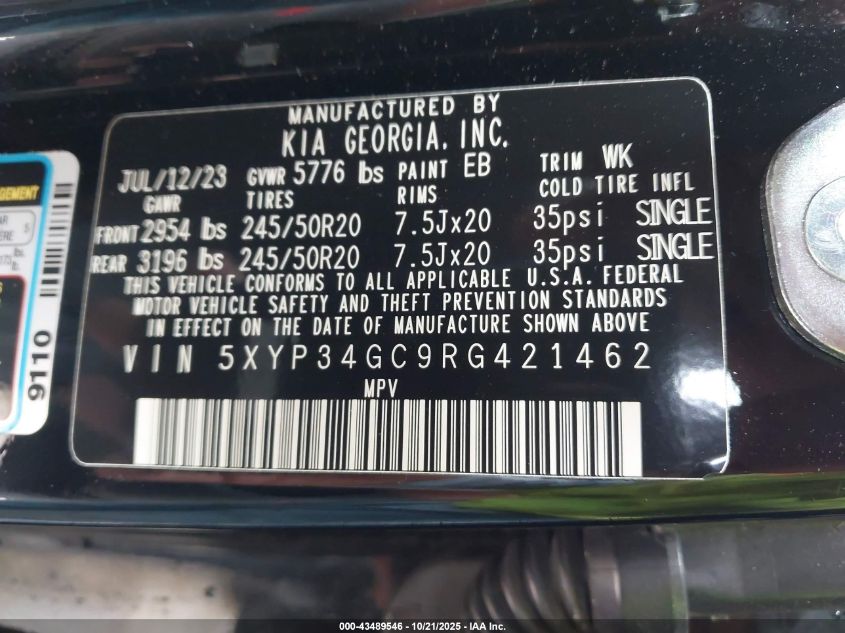 MANUFACTURED BY
KIA GEORGIA, INC.
JUL/12/23 GVWR 5776 lbs PAINT EB TRIM WK
GAWR TIRES RIMS COLD TIRE INFL
FRONT 2954 lbs 245/50R20 7.5Jx20 35psi SINGLE
REAR 3196 lbs 245/50R20 7.5Jx20 35psi SINGLE
THIS VEHICLE CONFORMS TO ALL APPLICABLE U.S.A. FEDERAL
MOTOR VEHICLE SAFETY AND THEFT PREVENTION STANDARDS
IN EFFECT ON THE DATE OF MANUFACTURE SHOWN ABOVE
VIN 5XYP34GC9RG421462
MPV
9110
000-43489546 - 10/21/2025 - IAA Inc.